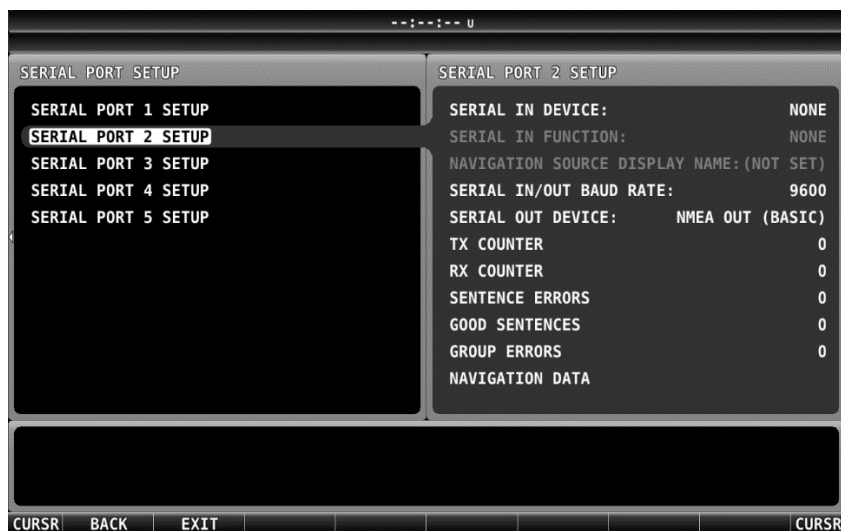 --:--:-- U
SERIAL PORT SETUP
SERIAL PORT 1 SETUP
SERIAL PORT 2 SETUP
SERIAL PORT 3 SETUP
SERIAL PORT 4 SETUP
SERIAL PORT 5 SETUP
SERIAL PORT 2 SETUP
SERIAL IN DEVICE: NONE
SERIAL IN FUNCTION: NONE
NAVIGATION SOURCE DISPLAY NAME:(NOT SET)
SERIAL IN/OUT BAUD RATE: 9600
SERIAL OUT DEVICE: NMEA OUT (BASIC)
TX COUNTER 0
RX COUNTER 0
SENTENCE ERRORS 0
GOOD SENTENCES 0
GROUP ERRORS 0
NAVIGATION DATA
CURSR BACK EXIT CURSR